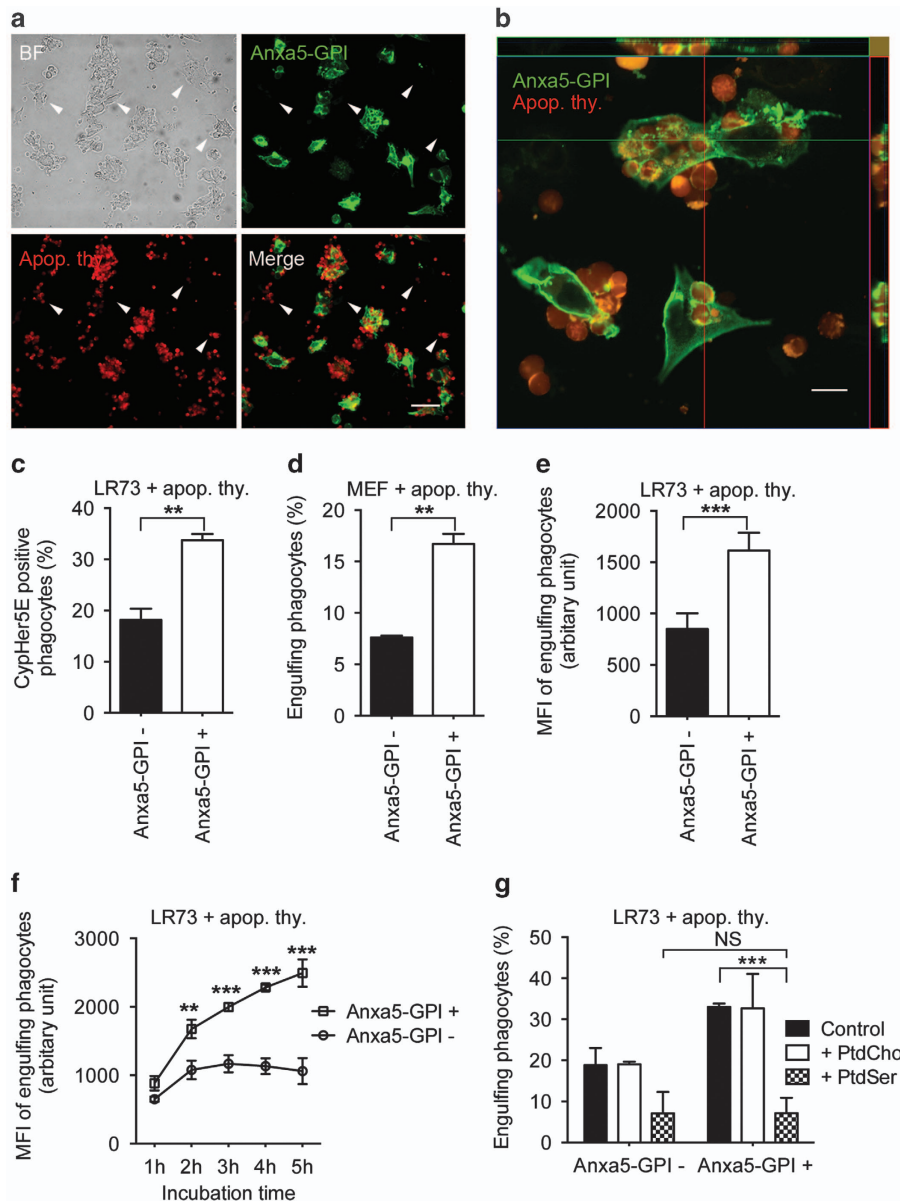 a
BF
Anxa5-GPI
Apop. thy.
Merge
b
Anxa5-GPI
Apop. thy.
c
LR73 + apop. thy.
**
CypHer5E positive
phagocytes (%)
40
30
20
10
0
Anxa5-GPI -
Anxa5-GPI +
d
MEF + apop. thy.
**
Engulfing phagocytes (%)
20
15
10
5
0
Anxa5-GPI -
Anxa5-GPI +
e
LR73 + apop. thy.
***
MFI of engulfing phagocytes
(arbitary unit)
2000
1500
1000
500
0
Anxa5-GPI -
Anxa5-GPI +
f
LR73 + apop. thy.
MFI of engulfing phagocytes
(arbitary unit)
3000
2000
1000
0
**
***
***
***
Anxa5-GPI +
Anxa5-GPI -
1h 2h 3h 4h 5h
Incubation time
g
LR73 + apop. thy.
Engulfing phagocytes (%)
50
40
30
20
10
0
NS
***
Control
+ PtdCho
+ PtdSer
Anxa5-GPI - Anxa5-GPI +